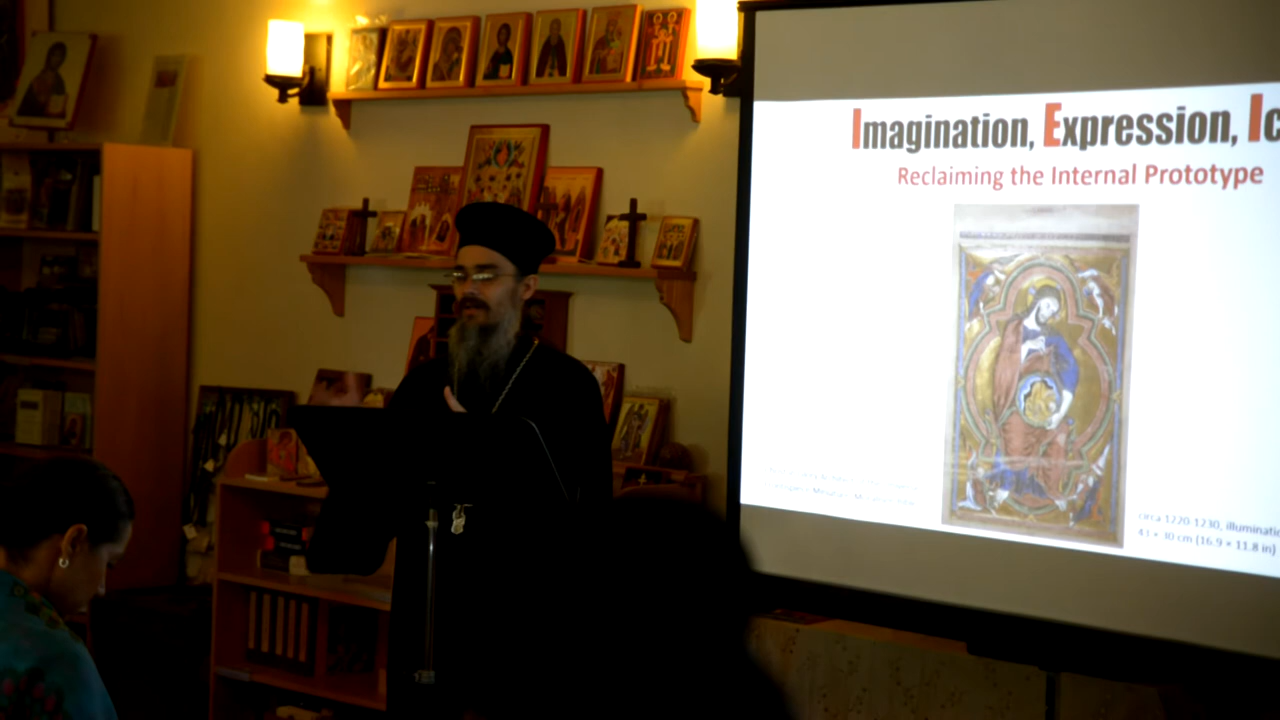 Imagination, Expression, Ic
Reclaiming the Internal Prototype
circa 1220-1230, illuminatio
43 × 30 cm (16.9 × 11.8 in)